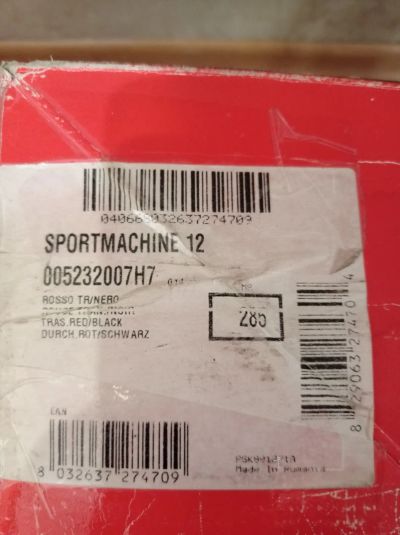 SPORTMACHINE 12
005232007H7
ROSSO TR/NERO
285
TRAS.RED/BLACK
DURCH.ROT/SCHWARZ
EAN
8 032637 274709
Made In Romania